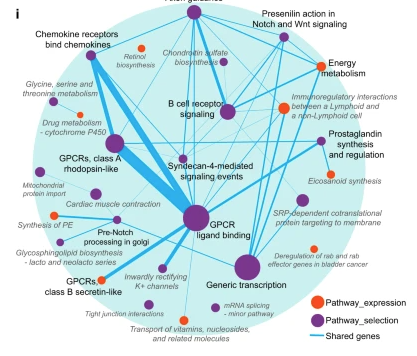 i
Presenilin action in
Notch and Wnt signaling
Chemokine receptors
bind chemokines
Retinol
biosynthesis
Chondroitin sulfate
biosynthesis
Energy
metabolism
Glycine, serine and
threonine metabolism
Drug metabolism
- cytochrome P450
B cell receptor
signaling
Immunoregulatory interactions
between a Lymphoid and
a non-Lymphoid cell
GPCRs, class A
rhodopsin-like
Syndecan-4-mediated
signaling events
Prostaglandin
synthesis
and regulation
Mitochondrial
protein import
Cardiac muscle contraction
Eicosanoid synthesis
Synthesis of PE
Pre-Notch
processing in golgi
GPCR
ligand binding
SRP-dependent cotranslational
protein targeting to membrane
Glycosphingolipid biosynthesis
- lacto and neolacto series
Inwardly rectifying
K+ channels
Deregulation of rab and rab
effector genes in bladder cancer
GPCRs,
class B secretin-like
Generic transcription
Tight junction interactions
mRNA splicing
- minor pathway
Transport of vitamins, nucleosides,
and related molecules
Pathway_expression
Pathway_selection
Shared genes